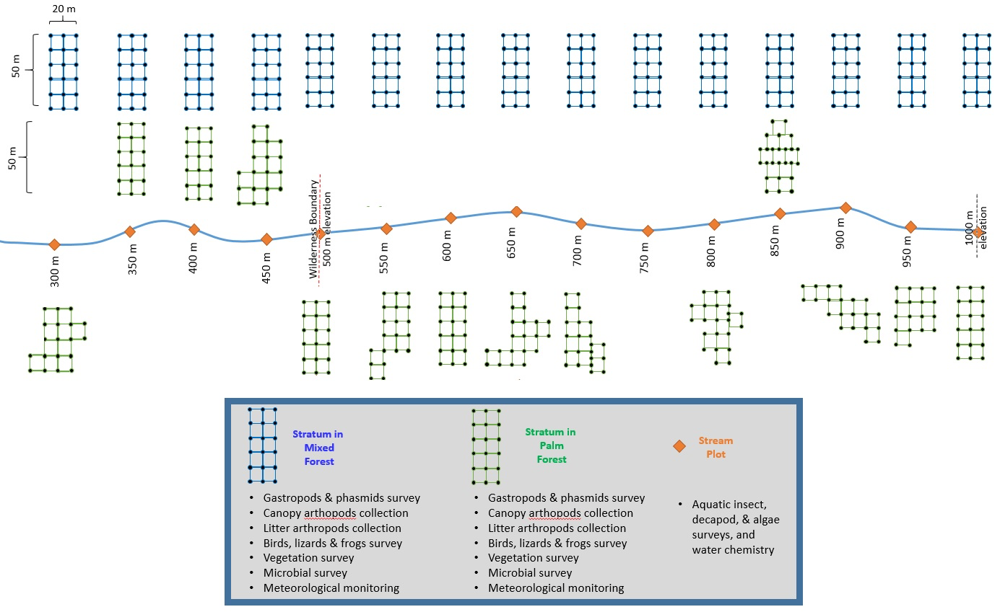 20 m
50 m
50 m
Wilderness Boundary
500 m elevation
300 m
350 m
400 m
450 m
550 m
600 m
650 m
700 m
750 m
800 m
850 m
900 m
950 m
1000 m
elevation
Stratum in
Mixed
Forest
• Gastropods & phasmids survey
• Canopy arthopods collection
• Litter arthropods collection
• Birds, lizards & frogs survey
• Vegetation survey
• Microbial survey
• Meteorological monitoring
Stratum in
Palm
Forest
• Gastropods & phasmids survey
• Canopy arthopods collection
• Litter arthropods collection
• Birds, lizards & frogs survey
• Vegetation survey
• Microbial survey
• Meteorological monitoring
Stream
Plot
• Aquatic insect,
decapod, & algae
surveys, and
water chemistry